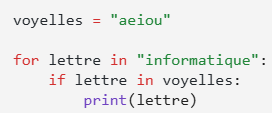 voyelles = "aeiou"

for lettre in "informatique":
    if lettre in voyelles:
        print(lettre)